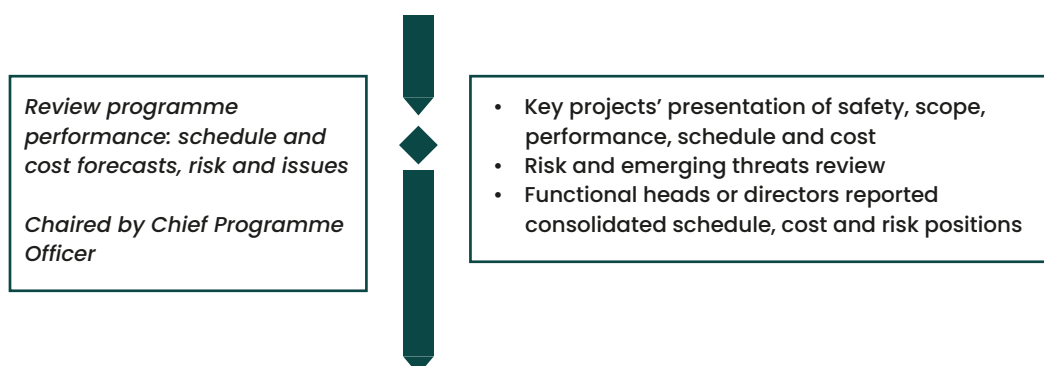 Review programme
performance: schedule and
cost forecasts, risk and issues
Chaired by Chief Programme
Officer
• Key projects’ presentation of safety, scope,
performance, schedule and cost
• Risk and emerging threats review
• Functional heads or directors reported
consolidated schedule, cost and risk positions